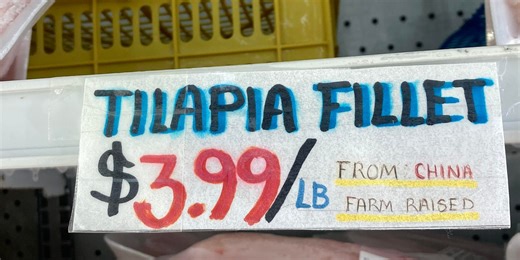 TILAPIA FILLET
$3.99/LB
FROM CHINA
FARM RAISED